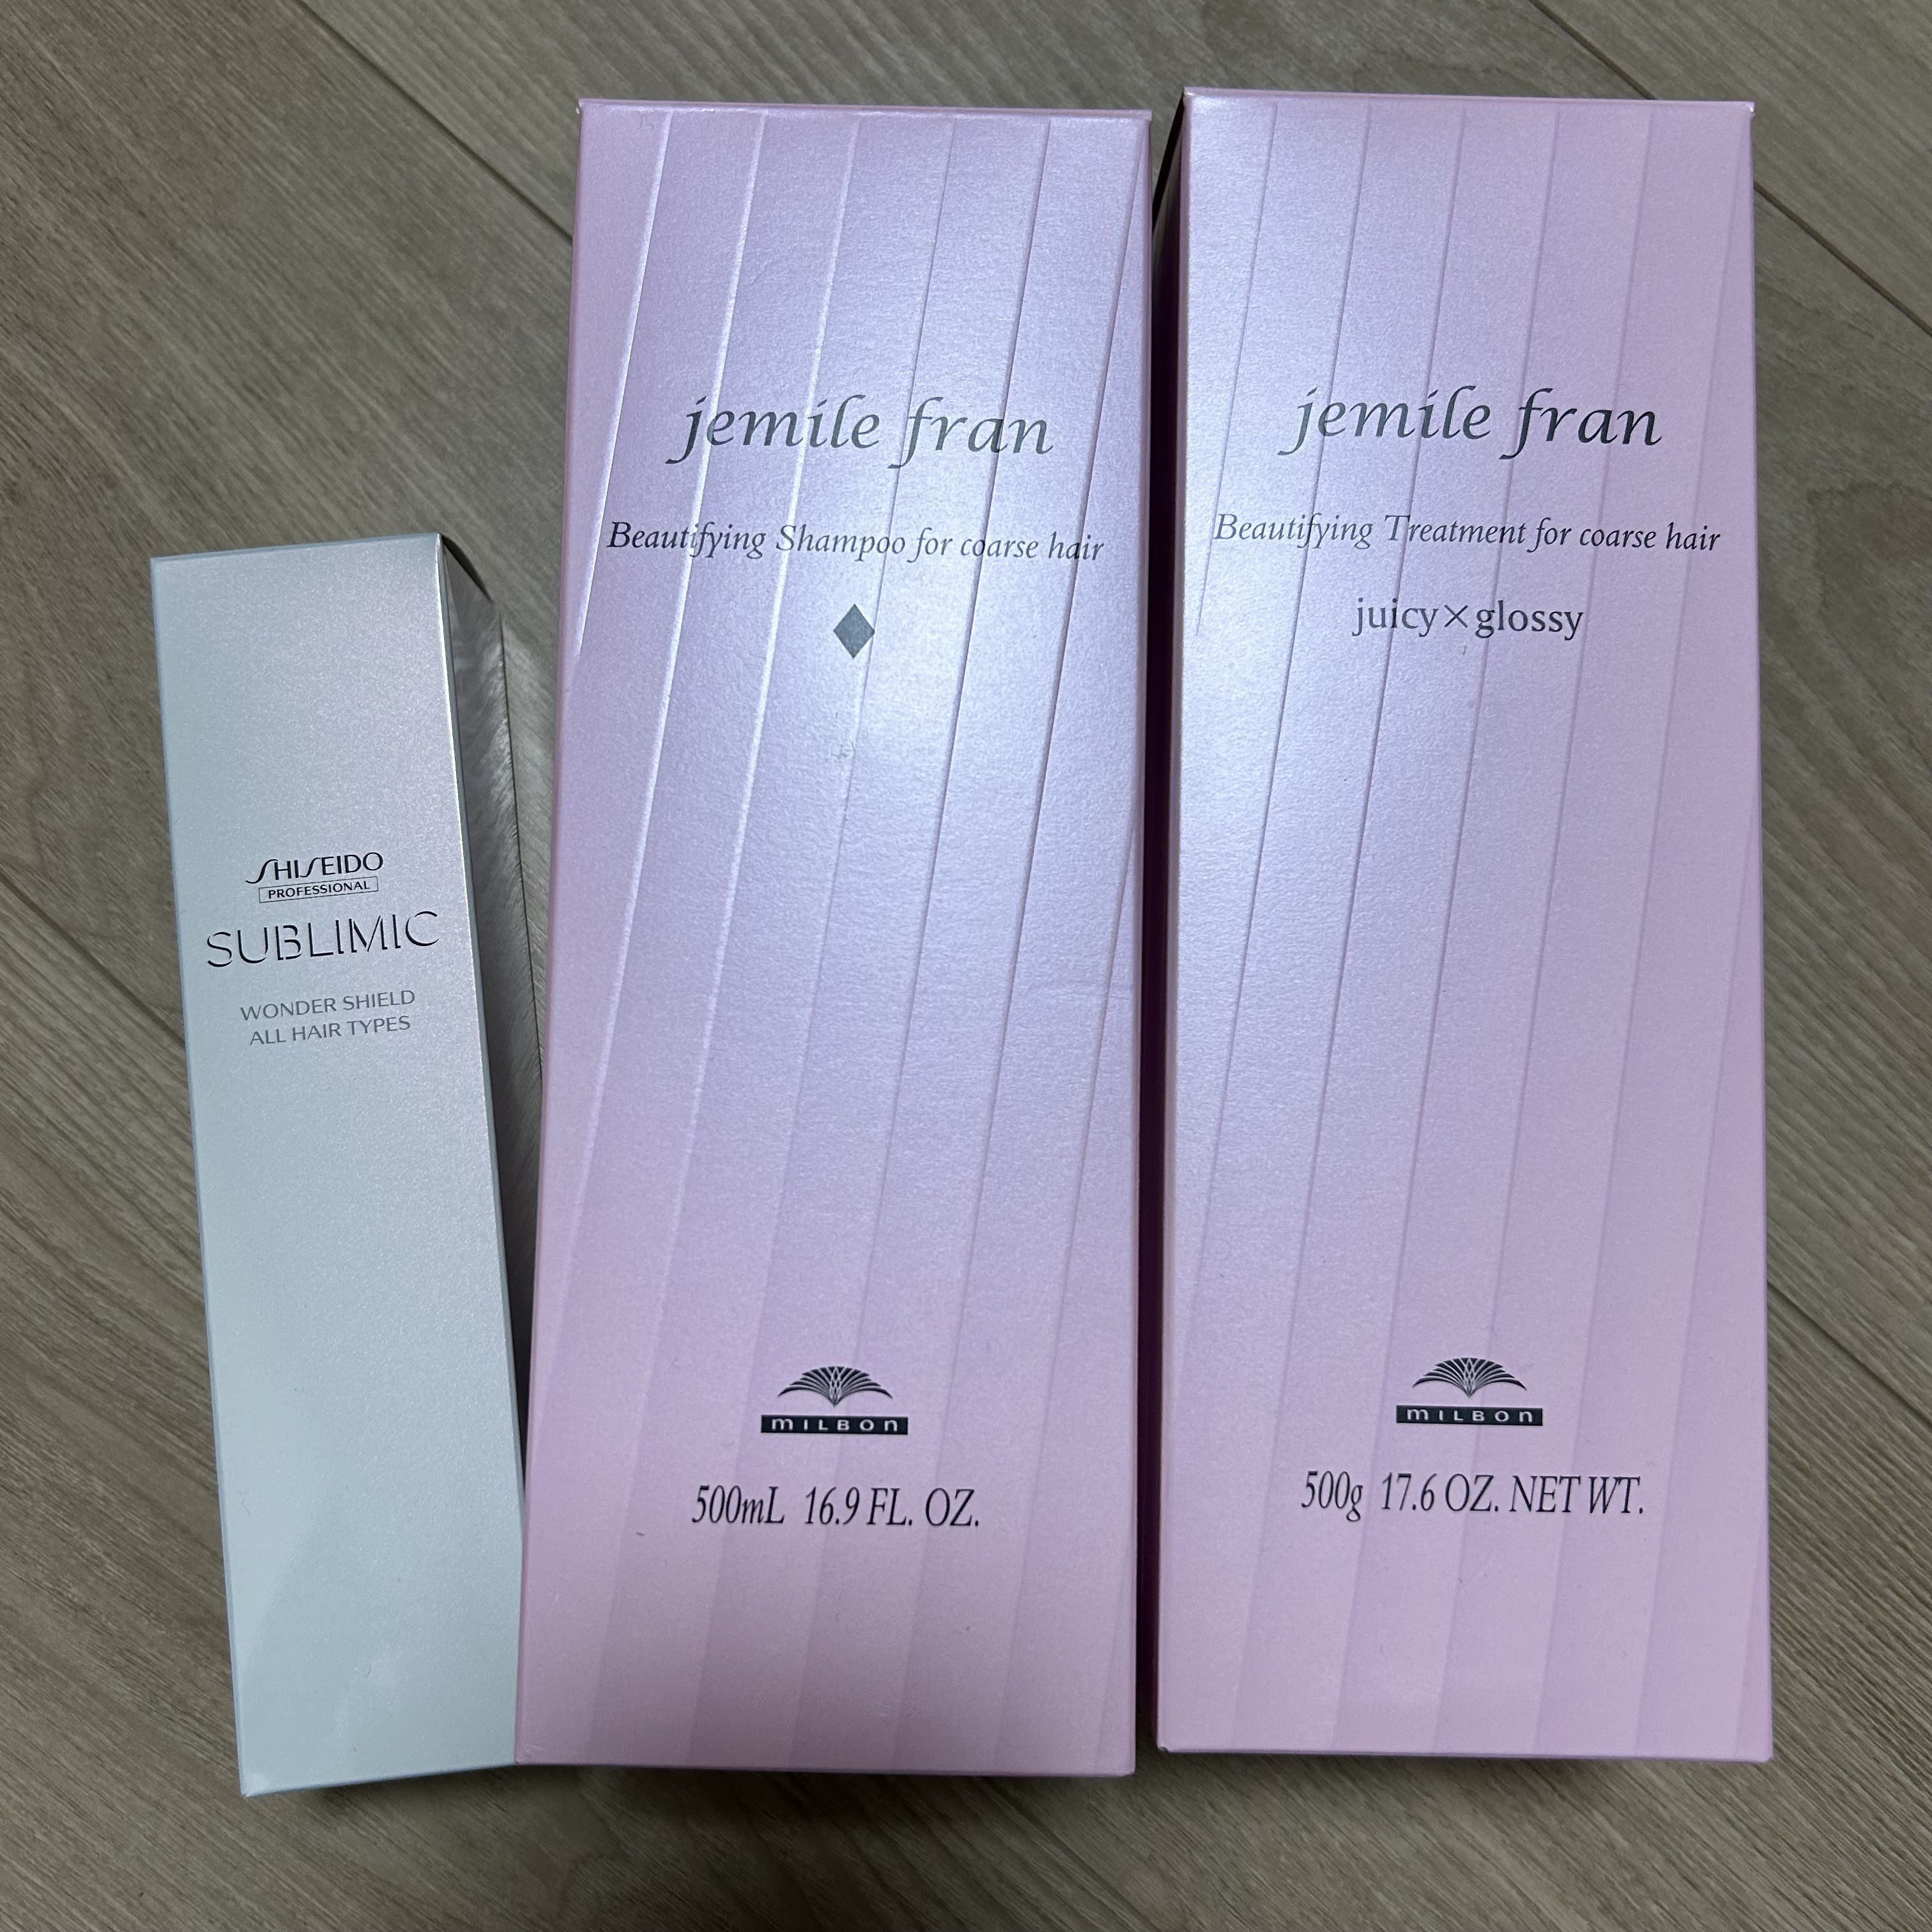 SHISEIDO
PROFESSIONAL
SUBLIMIC
WONDER SHIELD
ALL HAIR TYPES
jemile fran
Beautifying Shampoo for coarse hair
MILBON
500mL 16.9 FL. OZ.
jemile fran
Beautifying Treatment for coarse hair
juicy×glossy
MILBON
500g 17.6 OZ. NET WT.